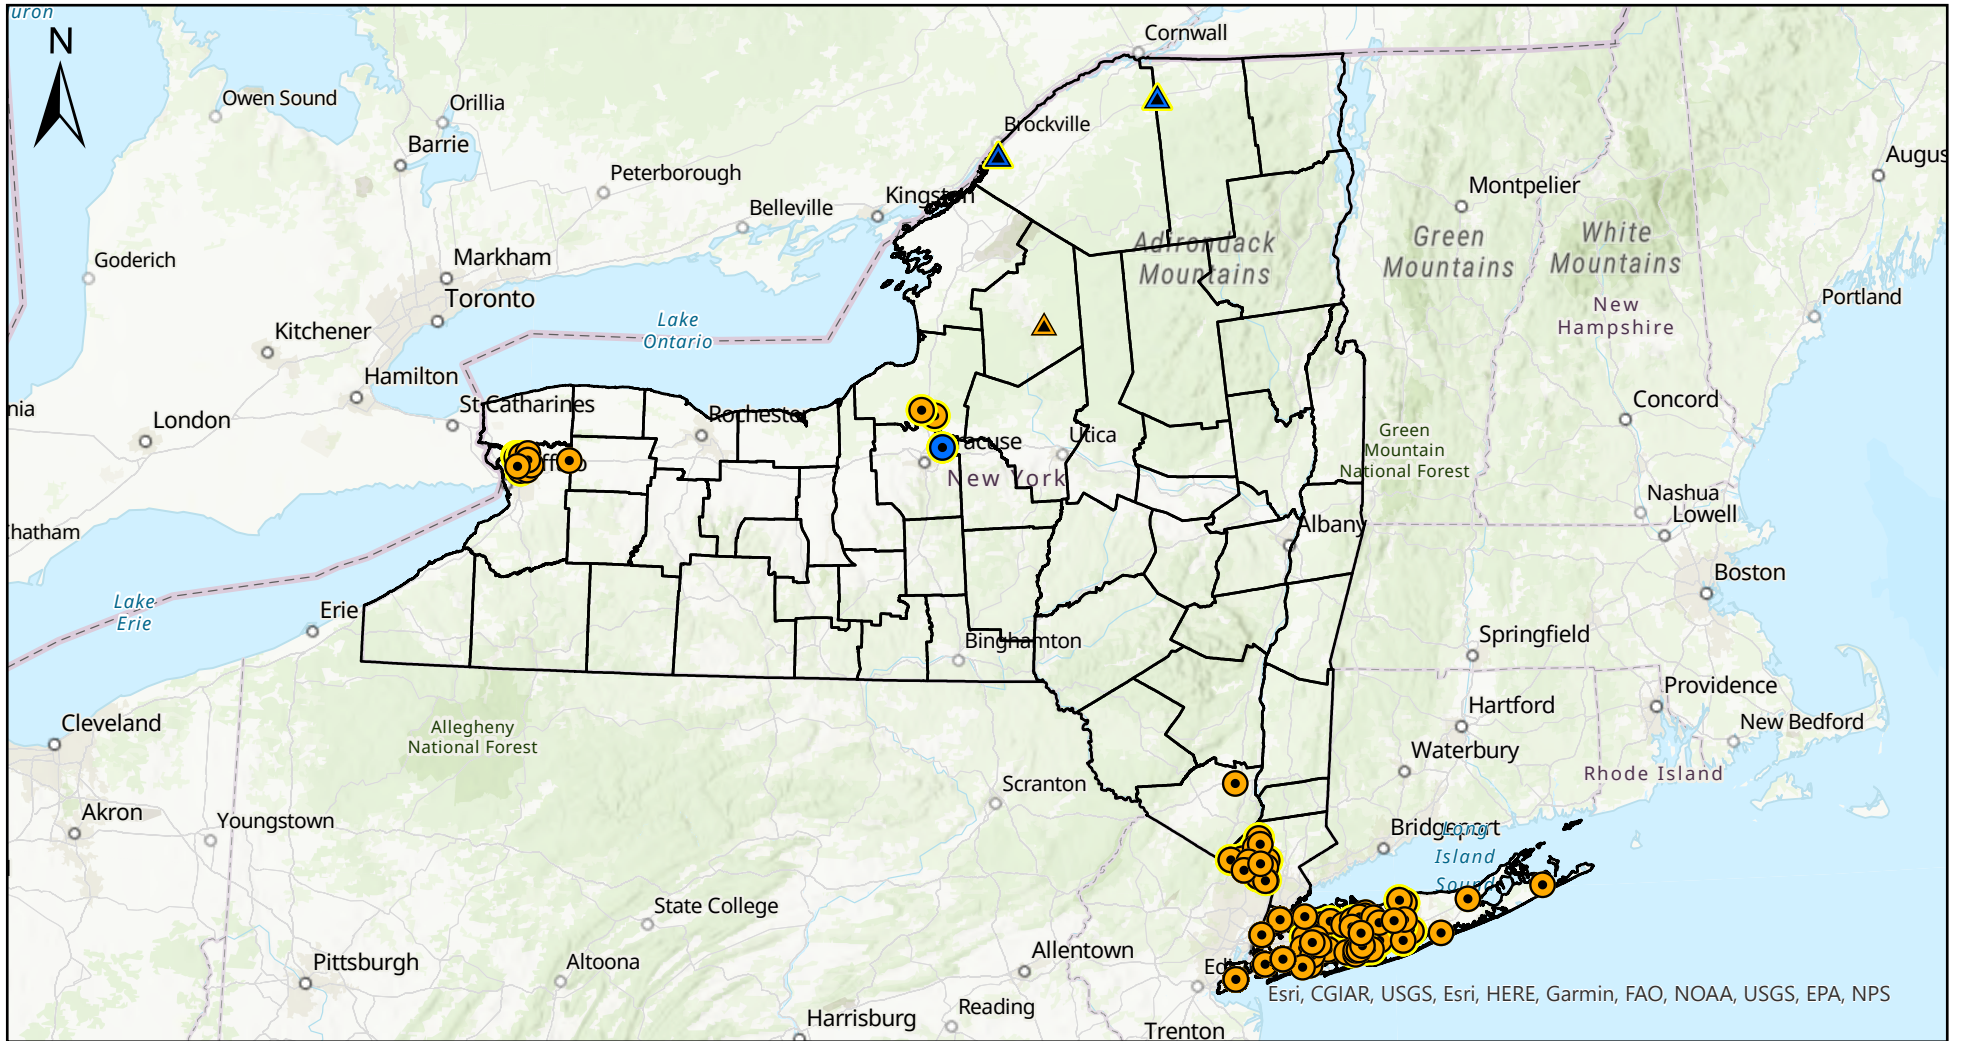 uron
Cornwall
N
Owen Sound
Orillia
Brockville
Barrie
Augus
Peterborough
Montpelier
Kingston
Belleville
White
Mountains
Green
Mountains
Adirondack
Mountains
Goderich
Markham
Toronto
Portland
New
Hampshire
Lake
Ontario
Kitchener
Hamilton
Concord
nia
St Catharines
London
Rochester
Utica
acuse
Green
Mountain
National Forest
ffalo
New York
Nashua
Lowell
hatham
Albany
Boston
Lake
Erie
Erie
Springfield
Binghamton
Providence
Hartford
New Bedford
Cleveland
Allegheny
National Forest
Waterbury
Rhode Island
Scranton
Akron
Youngstown
Bridgeport
Long
Island
Sound
State College
Allentown
Pittsburgh
Altoona
Ed
Esri, CGIAR, USGS, Esri, HERE, Garmin, FAO, NOAA, USGS, EPA, NPS
Reading
Harrisburg
Trenton